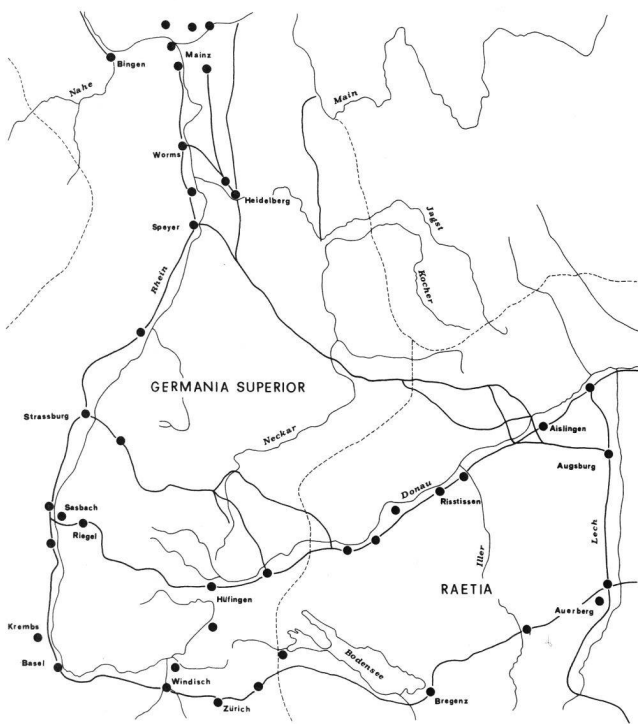 Bingen
Mainz
Nahe
Main
Worms
Heidelberg
Speyer
Jagst
Kocher
Rhein
GERMANIA SUPERIOR
Strassburg
Neckar
Aislingen
Augsburg
Donau
Risstissen
Sasbach
Riegel
Iller
Lech
Hüfingen
RAETIA
Auerberg
Krembs
Basel
Bodensee
Windisch
Zürich
Bregenz